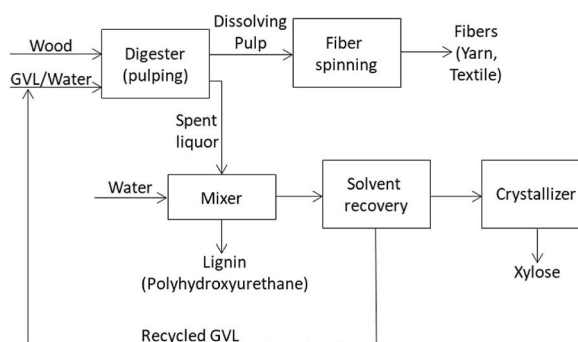 Wood
GVL/Water
Digester
(pulping)
Dissolving
Pulp
Fiber
spinning
Fibers
(Yarn,
Textile)
Spent
liquor
Water
Mixer
Solvent
recovery
Crystallizer
Lignin
(Polyhydroxyurethane)
Xylose
Recycled GVL